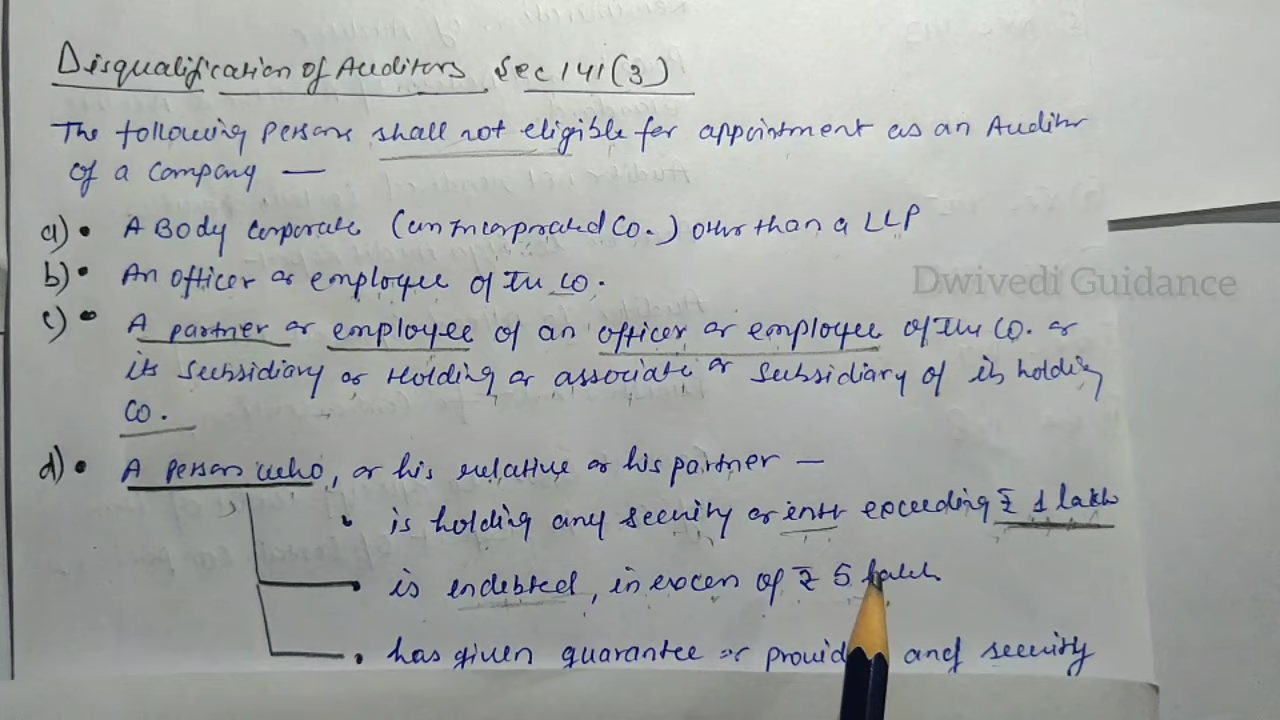 Disqualification of Auditors Sec 141(3)
The following Persons shall not eligible for appointment as an Auditor
of a Company —
a) • A Body Corporate (an Incorporated Co.) other than a LLP
b) • An officer or employee of the Co.
c) • A partner or employee of an officer or employee of the Co. or
its Subsidiary or Holding or associate or Subsidiary of its holding
Co.
d) • A Person who, or his relative or his partner —
• is holding any security or intt exceeding ₹ 1 lakh
• is indebted, in excess of ₹ 5 lakh
• has given guarantee or provid and security
Dwivedi Guidance